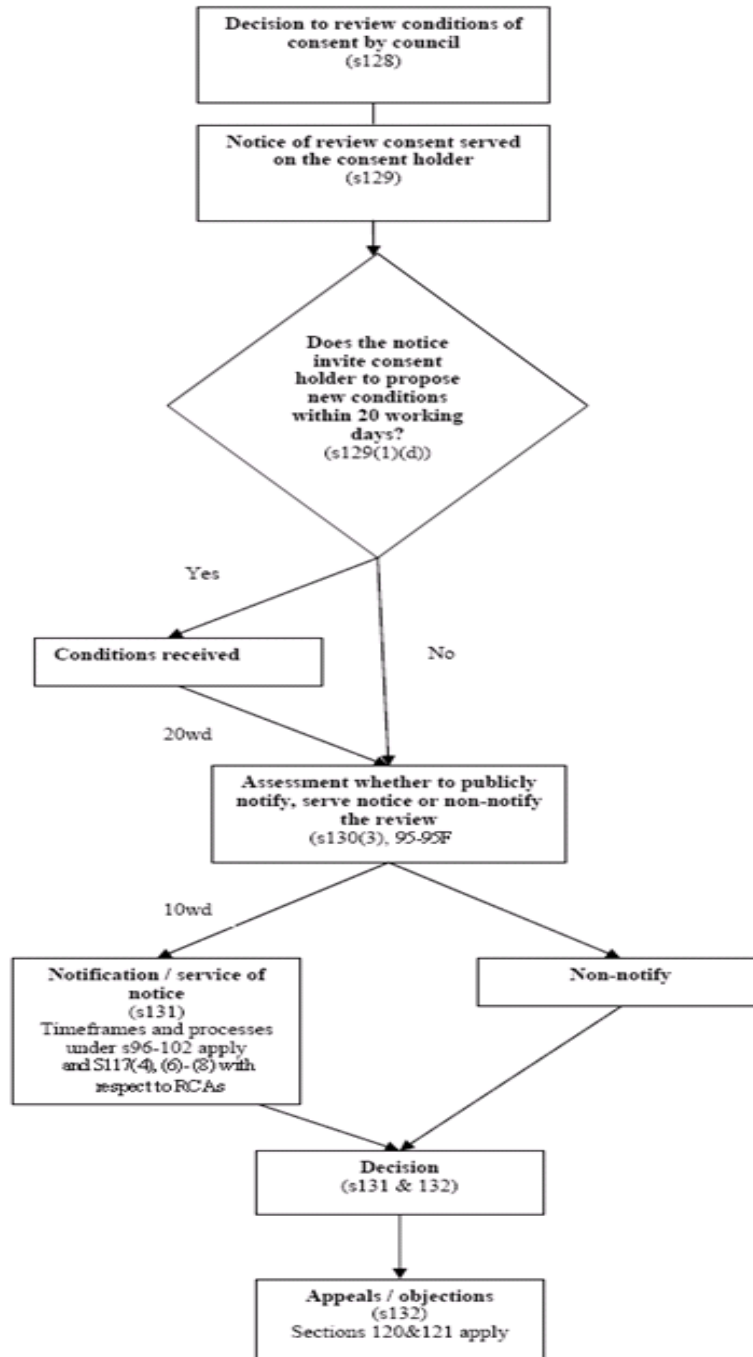 Decision to review conditions of
consent by council
(s128)
Notice of review consent served
on the consent holder
(s129)
Does the notice
invite consent
holder to propose
new conditions
within 20 working
days?
(s129(1)(d))
Yes
No
Conditions received
20wd
Assessment whether to publicly
notify, serve notice or non-notify
the review
(s130(3), 95-95F
10wd
Notification / service of
notice
(s131)
Timeframes and processes
under s96-102 apply
and S117(4), (6)- (8) with
respect to RCAs
Non-notify
Decision
(s131 & 132)
Appeals / objections
(s132)
Sections 120&121 apply